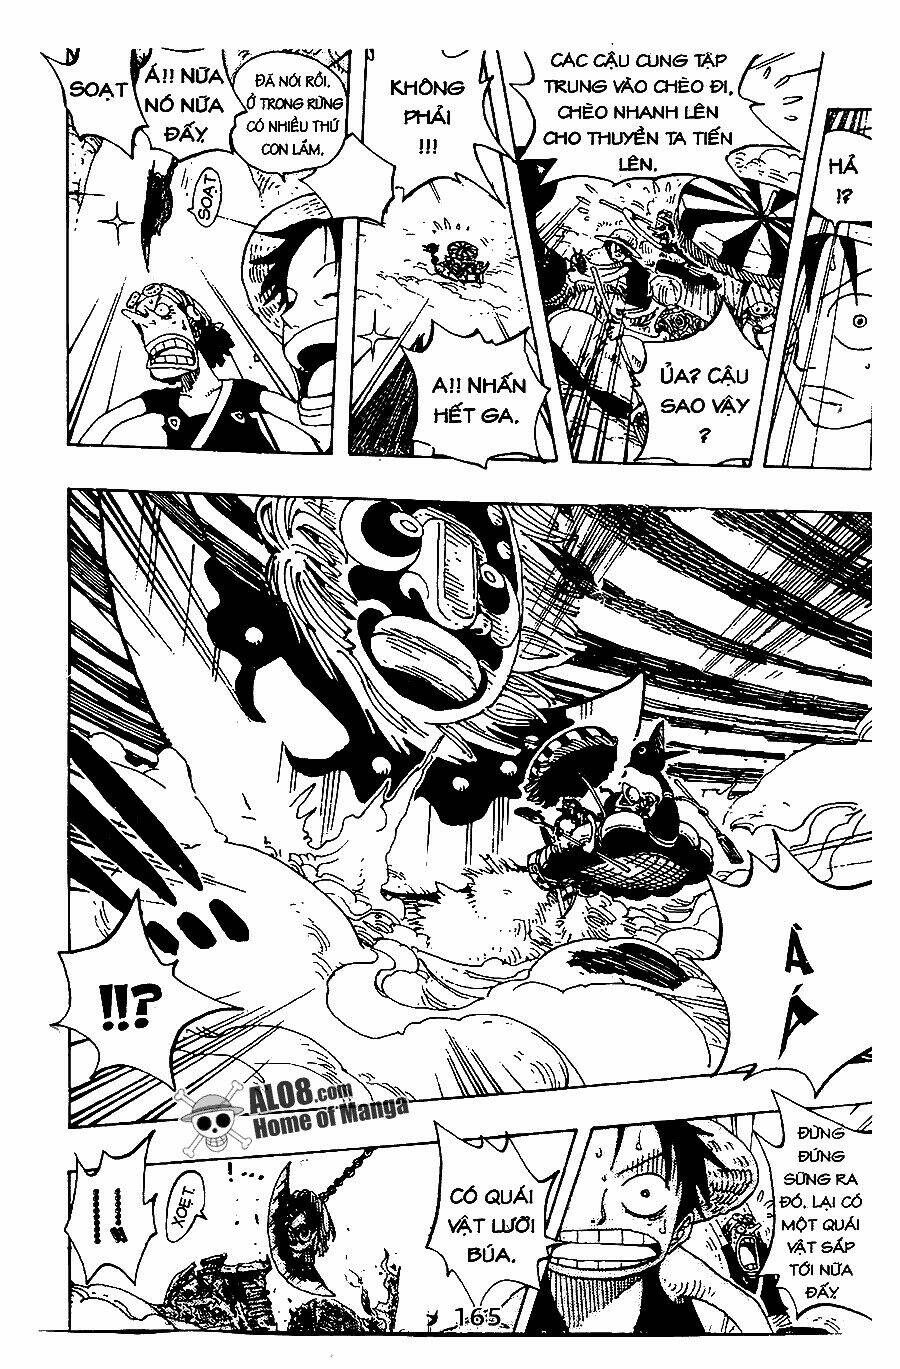 HẢ
!?
CÁC CẬU CUNG TẬP
TRUNG VÀO CHÈO ĐI.
CHÈO NHANH LÊN
CHO THUYỀN TA TIẾN
LÊN.
ỦA? CẬU
SAO VẬY
?
KHÔNG
PHẢI
!!!
A!! NHẤN
HẾT GA.
ĐÃ NÓI RỒI.
Ở TRONG RỪNG
CÓ NHIỀU THÚ
CON LẮM.
Á!! NỮA
NÓ NỮA
ĐẤY.
SOẠT
SOẠT
À
Á
!!?
ĐỪNG
ĐỨNG
SỮNG RA
ĐÓ. LẠI CÓ
MỘT QUÁI
VẬT SẮP
TỚI NỮA
ĐẤY.
CÓ QUÁI
VẬT LƯỠI
BÚA.
!...
XOẸT.
ALO8.com
Home of Manga
165